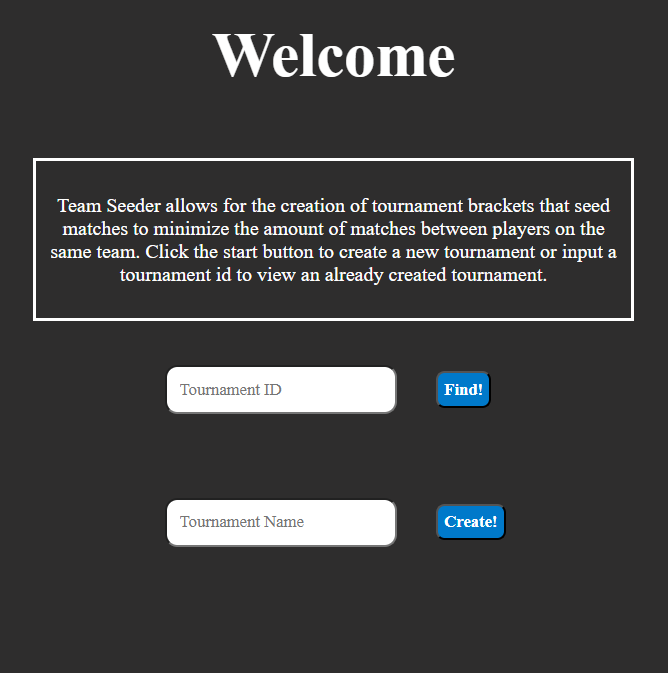 Welcome
Team Seeder allows for the creation of tournament brackets that seed
matches to minimize the amount of matches between players on the
same team. Click the start button to create a new tournament or input a
tournament id to view an already created tournament.
Tournament ID
Find!
Tournament Name
Create!